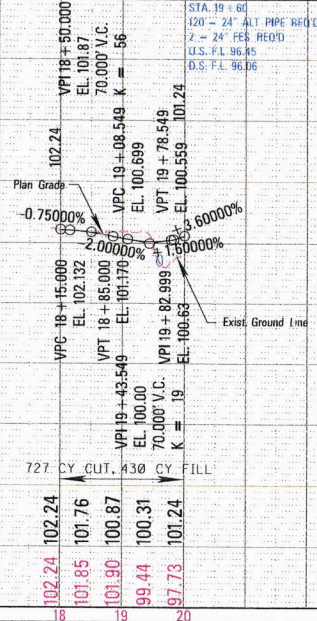 STA. 19 + 60
120' - 24" ALT PIPE REQ'D
2 - 24" FES REQ'D
U.S. F.L. 96.45
D.S. F.L. 96.06
102.24
VPI 18 + 50.000
EL. 101.87
70.000' V.C.
K = 56
VPC 19 + 08.549
EL. 100.699
VPT 19 + 78.549
EL. 100.559
101.24
Plan Grade
-0.75000%
-2.00000%
+1.60000%
+3.60000%
Exist. Ground Line
VPC 18 + 15.000
EL. 102.132
VPT 18 + 85.000
EL. 101.170
VPI 19 + 43.549
EL. 100.00
70.000' V.C.
K = 19
VPI 19 + 82.999
EL. 100.63
727 CY CUT, 430 CY FILL
102.24 101.76 100.87 100.31 101.24
102.24 101.85 101.90 99.44 97.73
18 19 20